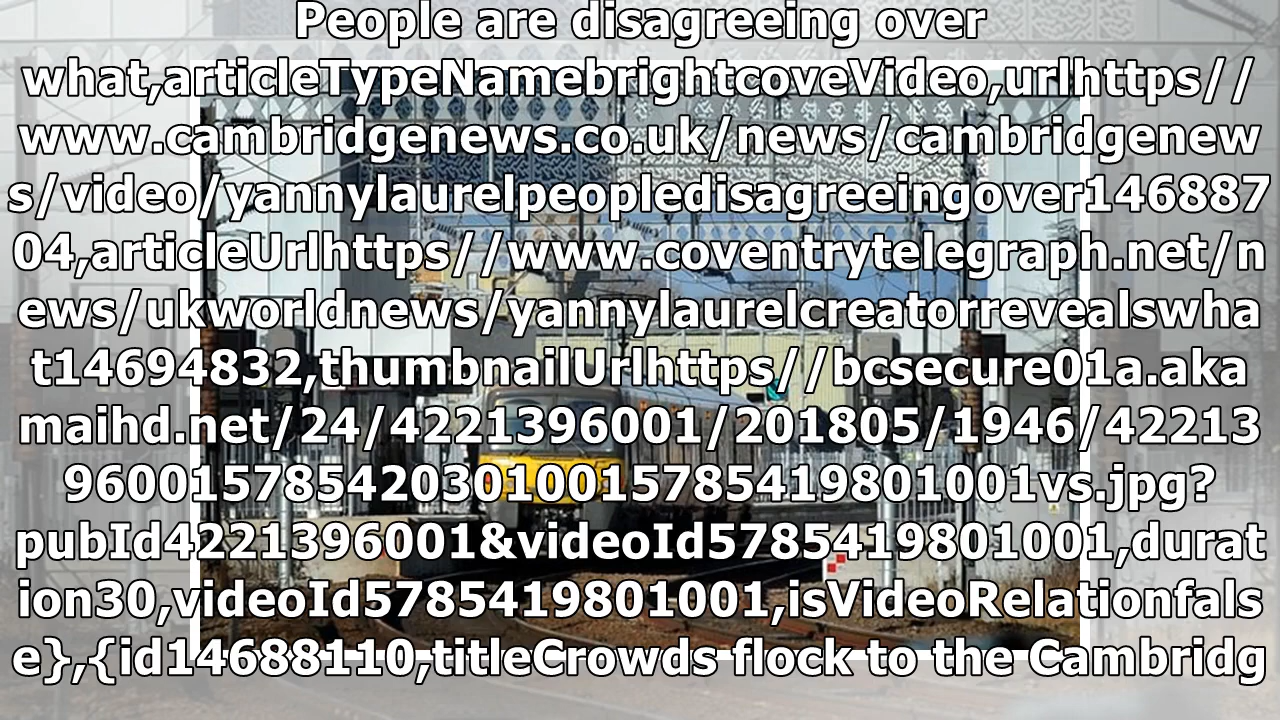 People are disagreeing over
what,articleTypeNamebrightcoveVideo,urlhttps//
www.cambridgenews.co.uk/news/cambridgenew
s/video/yannylaurelpeopledisagreeingover146887
04,articleUrlhttps//www.coventrytelegraph.net/n
ews/ukworldnews/yannylaurelcreatorrevealswha
t14694832,thumbnailUrlhttps//bcsecure01a.aka
maihd.net/24/4221396001/201805/1946/42213
96001578542030100157854198​01001vs.jpg?
pubId4221396001&videoId5785419801001,durat
ion30,videoId5785419801001,isVideoRelationfals
e},{id14688110,titleCrowds flock to the Cambridg